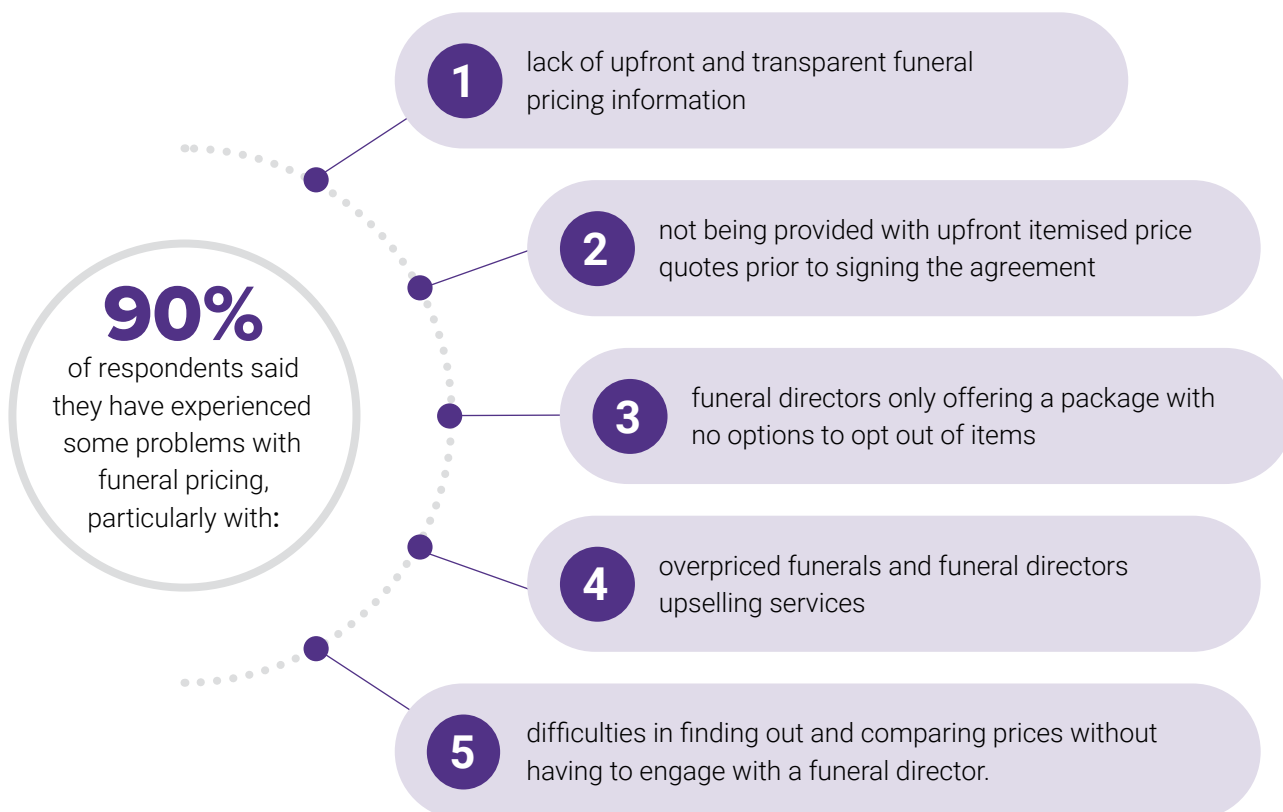 90%
of respondents said
they have experienced
some problems with
funeral pricing,
particularly with:
1
lack of upfront and transparent funeral
pricing information
2
not being provided with upfront itemised price
quotes prior to signing the agreement
3
funeral directors only offering a package with
no options to opt out of items
4
overpriced funerals and funeral directors
upselling services
5
difficulties in finding out and comparing prices without
having to engage with a funeral director.